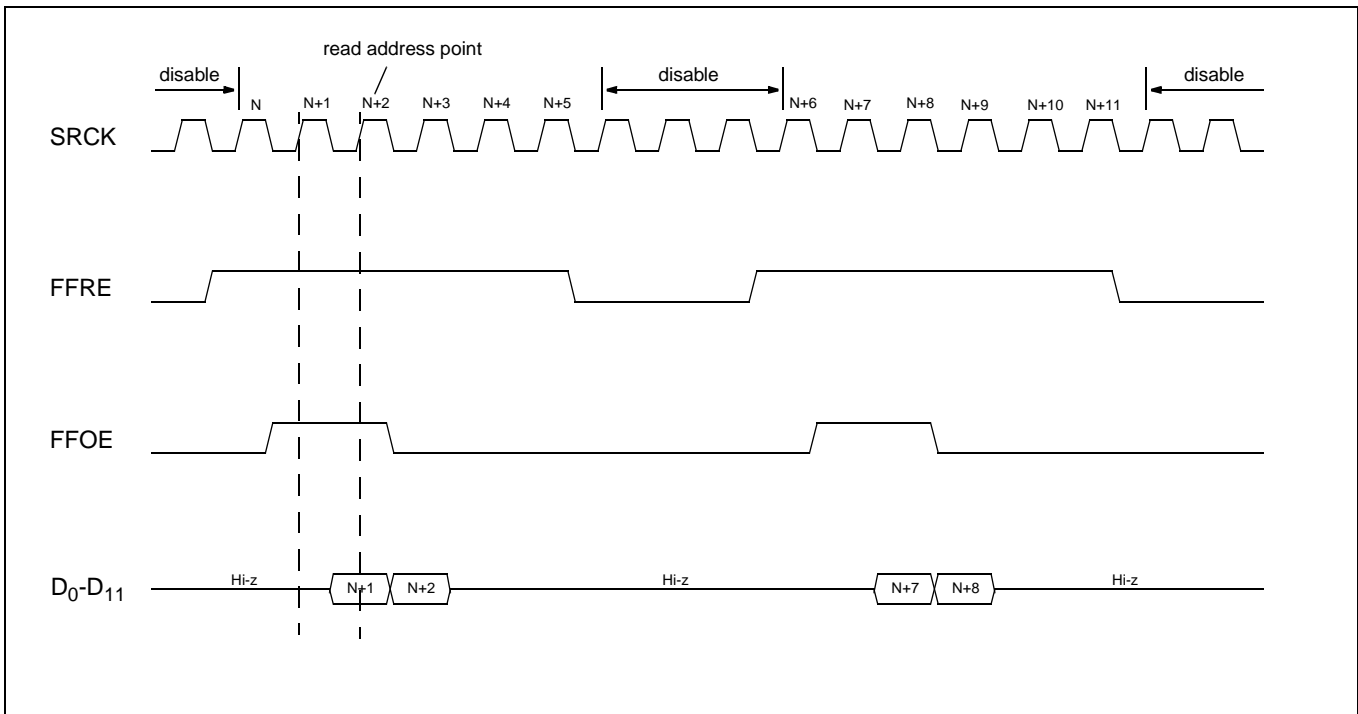 read address point
disable disable disable
N N+1 N+2 N+3 N+4 N+5 N+6 N+7 N+8 N+9 N+10 N+11
SRCK
FFRE
FFOE
D0-D11 Hi-z N+1 N+2 Hi-z N+7 N+8 Hi-z